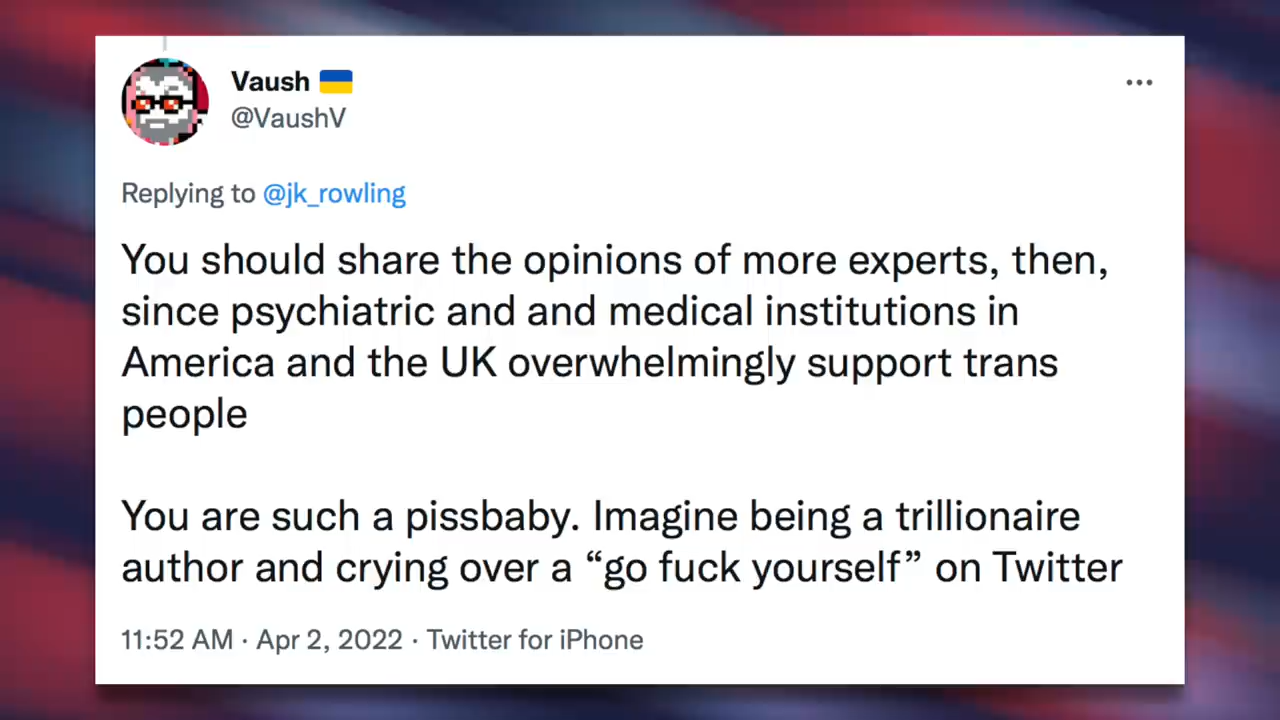 Vaush 🇺🇦
@VaushV
Replying to @jk_rowling
You should share the opinions of more experts, then,
since psychiatric and and medical institutions in
America and the UK overwhelmingly support trans
people
You are such a pissbaby. Imagine being a trillionaire
author and crying over a “go fuck yourself” on Twitter
11:52 AM · Apr 2, 2022 · Twitter for iPhone